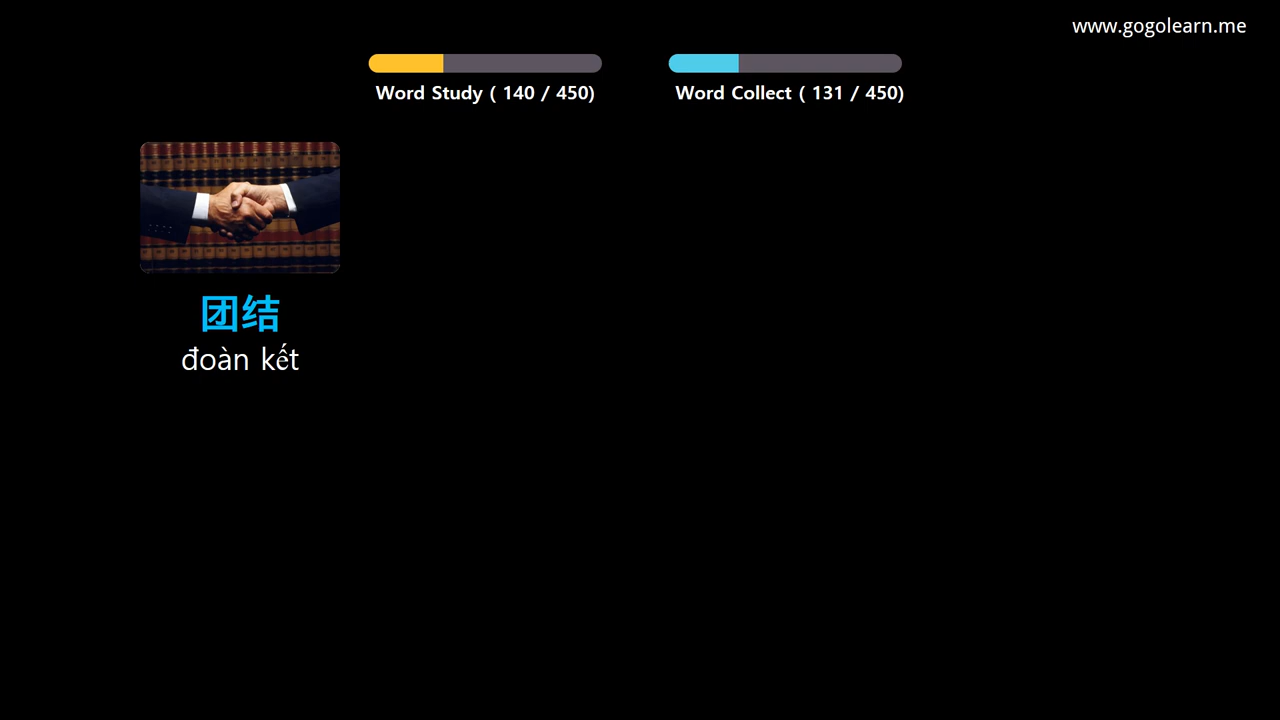 www.gogolearn.me
Word Study ( 140 / 450)
Word Collect ( 131 / 450)
团结
đoàn kết